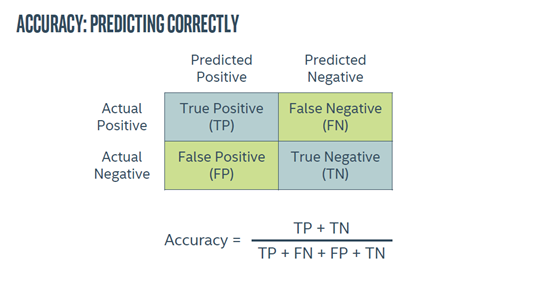 ACCURACY: PREDICTING CORRECTLY
Predicted
Positive
Predicted
Negative
Actual
Positive
True Positive
(TP)
False Negative
(FN)
Actual
Negative
False Positive
(FP)
True Negative
(TN)
Accuracy =
TP + TN
TP + FN + FP + TN